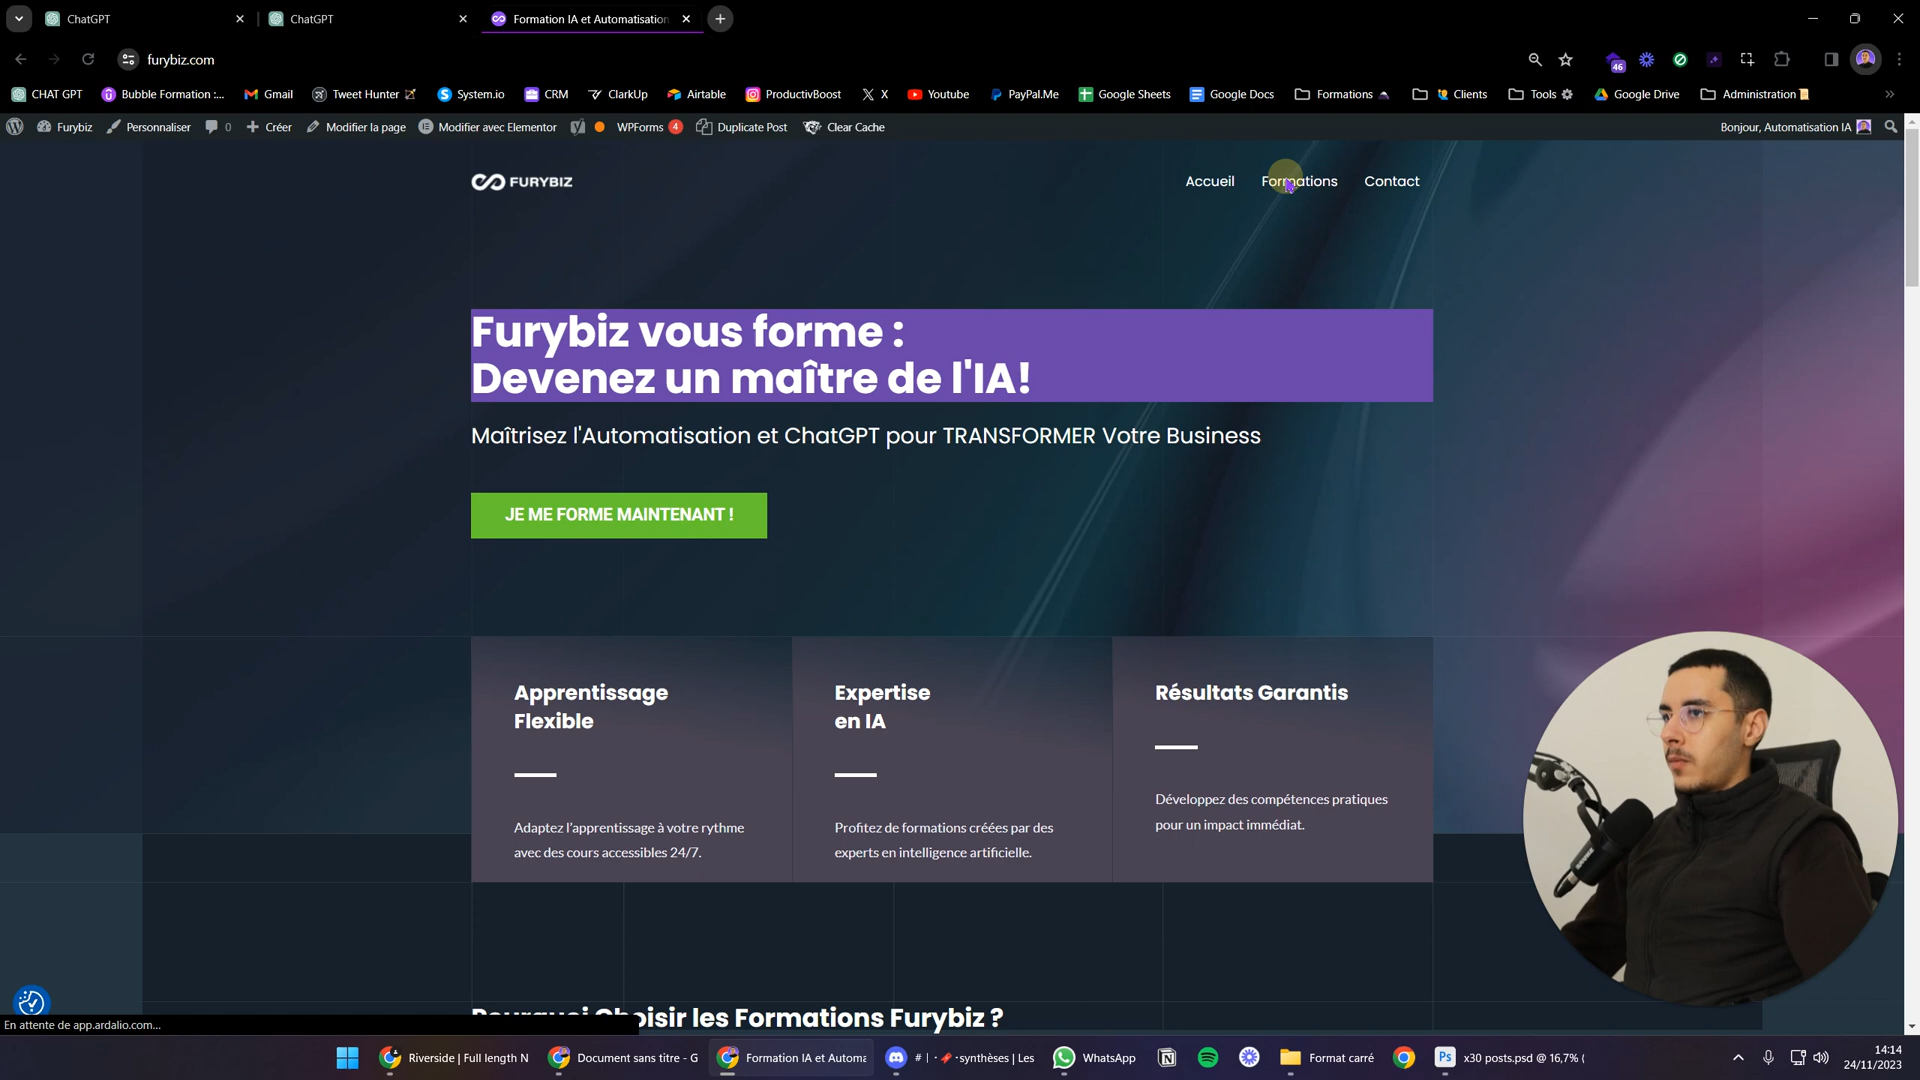 ChatGPT
ChatGPT
Formation IA et Automatisation
furybiz.com
46
CHAT GPT
Bubble Formation :...
Gmail
Tweet Hunter
System.io
CRM
ClarkUp
Airtable
ProductivBoost
X
Youtube
PayPal.Me
Google Sheets
Google Docs
Formations
Clients
Tools
Google Drive
Administration
»
Furybiz
Personnaliser
0
Créer
Modifier la page
Modifier avec Elementor
WPForms
4
Duplicate Post
Clear Cache
Bonjour, Automatisation IA
FURYBIZ
Accueil
Formations
Contact
Furybiz vous forme :
Devenez un maître de l'IA!
Maîtrisez l'Automatisation et ChatGPT pour TRANSFORMER Votre Business
JE ME FORME MAINTENANT !
Apprentissage
Flexible
Adaptez l'apprentissage à votre rythme
avec des cours accessibles 24/7.
Expertise
en IA
Profitez de formations créées par des
experts en intelligence artificielle.
Résultats Garantis
Développez des compétences pratiques
pour un impact immédiat.
Pourquoi Choisir les Formations Furybiz ?
En attente de app.ardalio.com...
Riverside | Full length N
Document sans titre - G
Formation IA et Automa
# | ·🧨·synthèses | Les
WhatsApp
Format carré
Ps
x30 posts.psd @ 16,7% (
14:14
24/11/2023